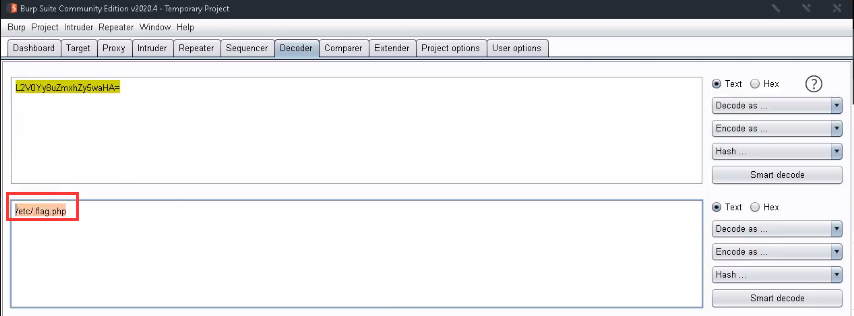 Burp Suite Community Edition v2020.4 - Temporary Project
Burp Project Intruder Repeater Window Help
Dashboard Target Proxy Intruder Repeater Sequencer Decoder Comparer Extender Project options User options
L2V0Yy8uZmxhZy5waHA=
Text Hex ?
Decode as ...
Encode as ...
Hash ...
Smart decode
/etc/.flag.php
Text Hex
Decode as ...
Encode as ...
Hash ...
Smart decode